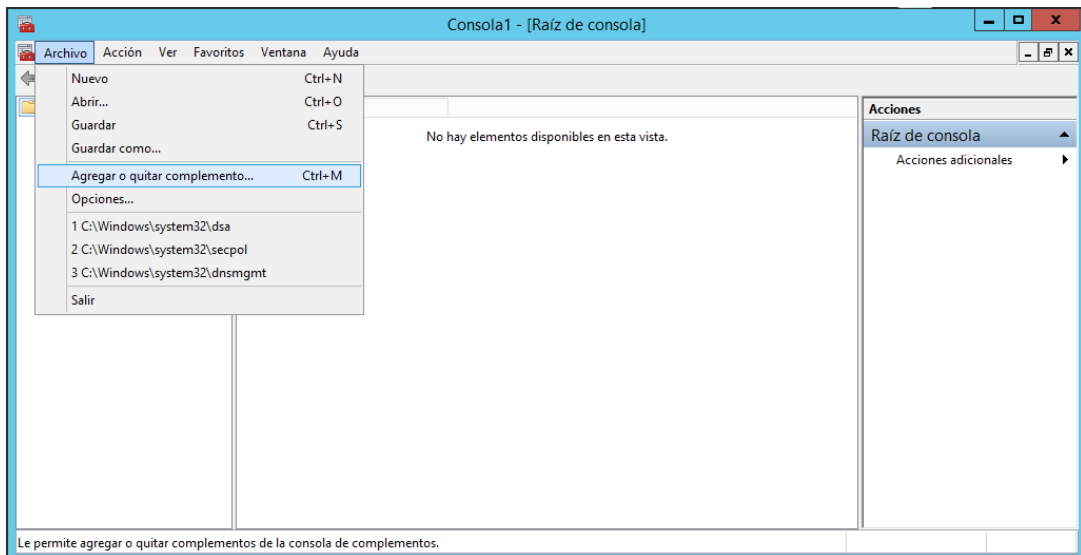 Consola1 - [Raíz de consola]
Archivo Acción Ver Favoritos Ventana Ayuda
Nuevo Ctrl+N
Abrir... Ctrl+O
Guardar Ctrl+S
Guardar como...
Agregar o quitar complemento... Ctrl+M
Opciones...
1 C:\Windows\system32\dsa
2 C:\Windows\system32\secpol
3 C:\Windows\system32\dnsmgmt
Salir
No hay elementos disponibles en esta vista.
Acciones
Raíz de consola
Acciones adicionales
Le permite agregar o quitar complementos de la consola de complementos.